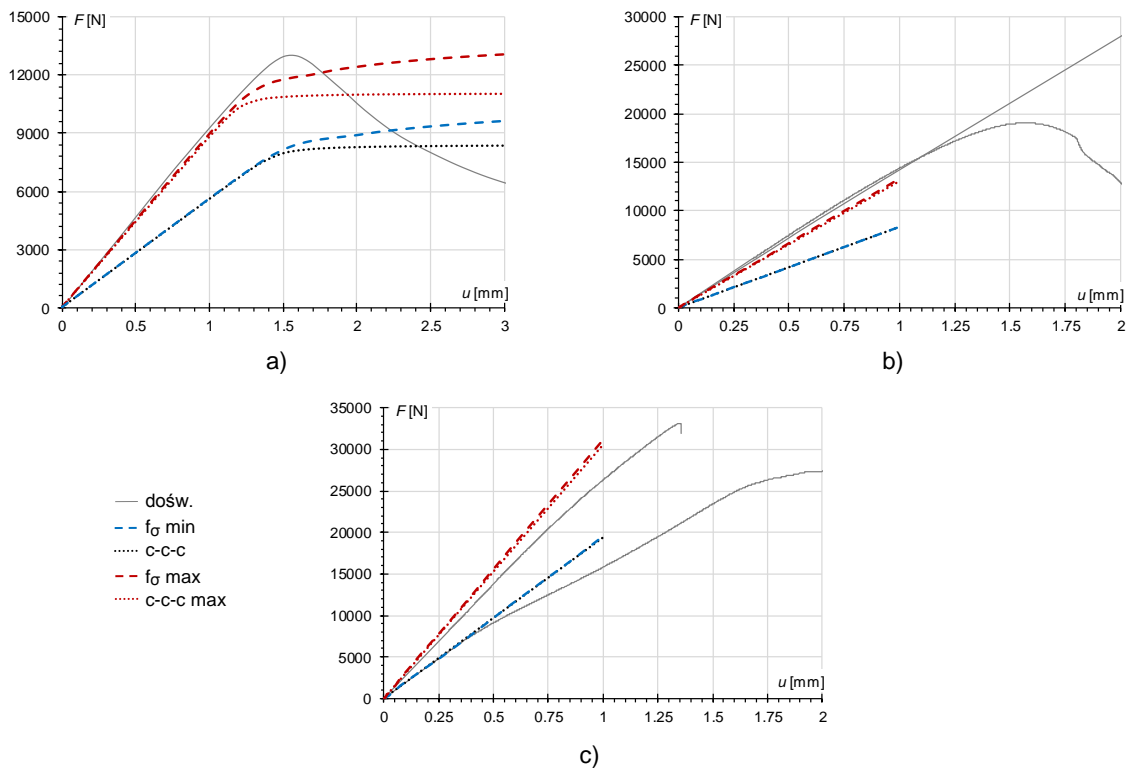 F [N]
15000
12000
9000
6000
3000
0
u [mm]
0 0.5 1 1.5 2 2.5 3
a)
F [N]
30000
25000
20000
15000
10000
5000
0
u [mm]
0 0.25 0.5 0.75 1 1.25 1.5 1.75 2
b)
F [N]
35000
30000
25000
20000
15000
10000
5000
0
u [mm]
0 0.25 0.5 0.75 1 1.25 1.5 1.75 2
c)
dośw.
fσ min
c-c-c
fσ max
c-c-c max